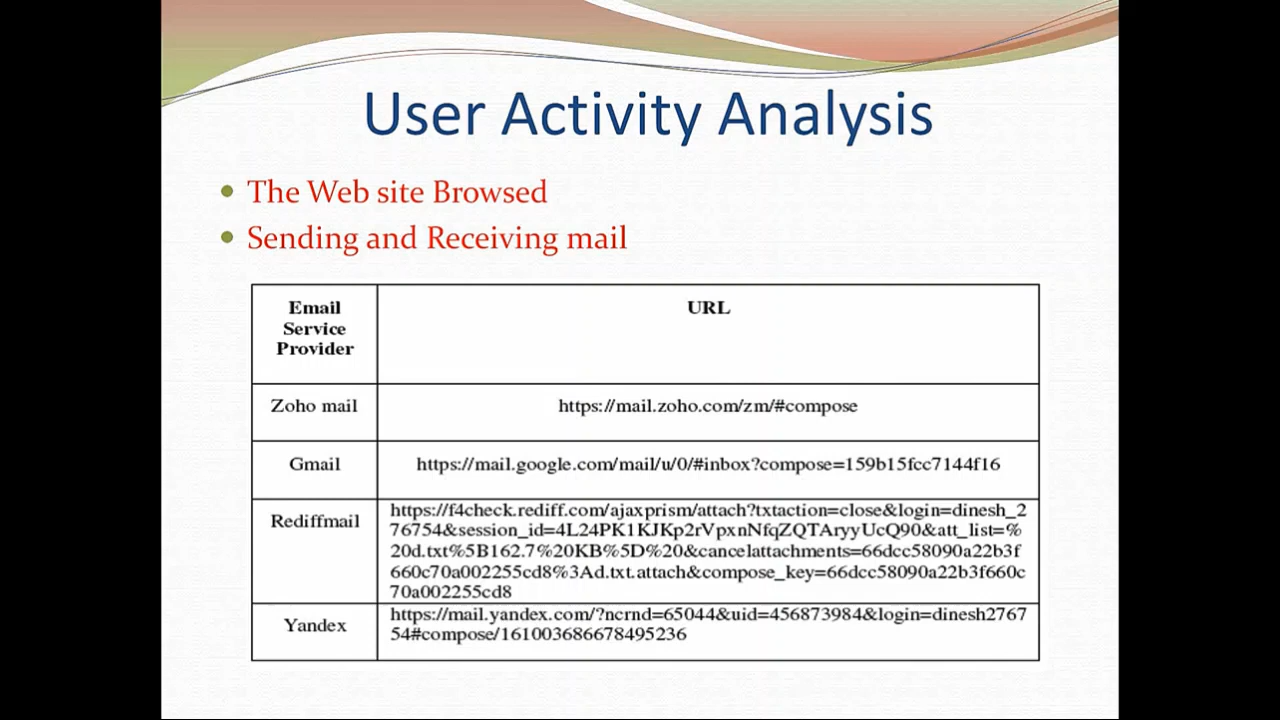 User Activity Analysis
The Web site Browsed
Sending and Receiving mail
Email
Service
Provider
URL
Zoho mail
https://mail.zoho.com/zm/#compose
Gmail
https://mail.google.com/mail/u/0/#inbox?compose=159b15fcc7144f16
Rediffmail
https://f4check.rediff.com/ajaxprism/attach?txtaction=close&login=dinesh_2
76754&session_id=4L24PK1KJKp2rVpxnNfqZQTAryyUcQ90&att_list=%
20d.txt%5B162.7%20KB%5D%20&cancelattachments=66dcc58090a22b3f
660c70a002255cd8%3Ad.txt.attach&compose_key=66dcc58090a22b3f660c
70a002255cd8
Yandex
https://mail.yandex.com/?ncrnd=65044&uid=456873984&login=dinesh2767
54#compose/161003686678495236